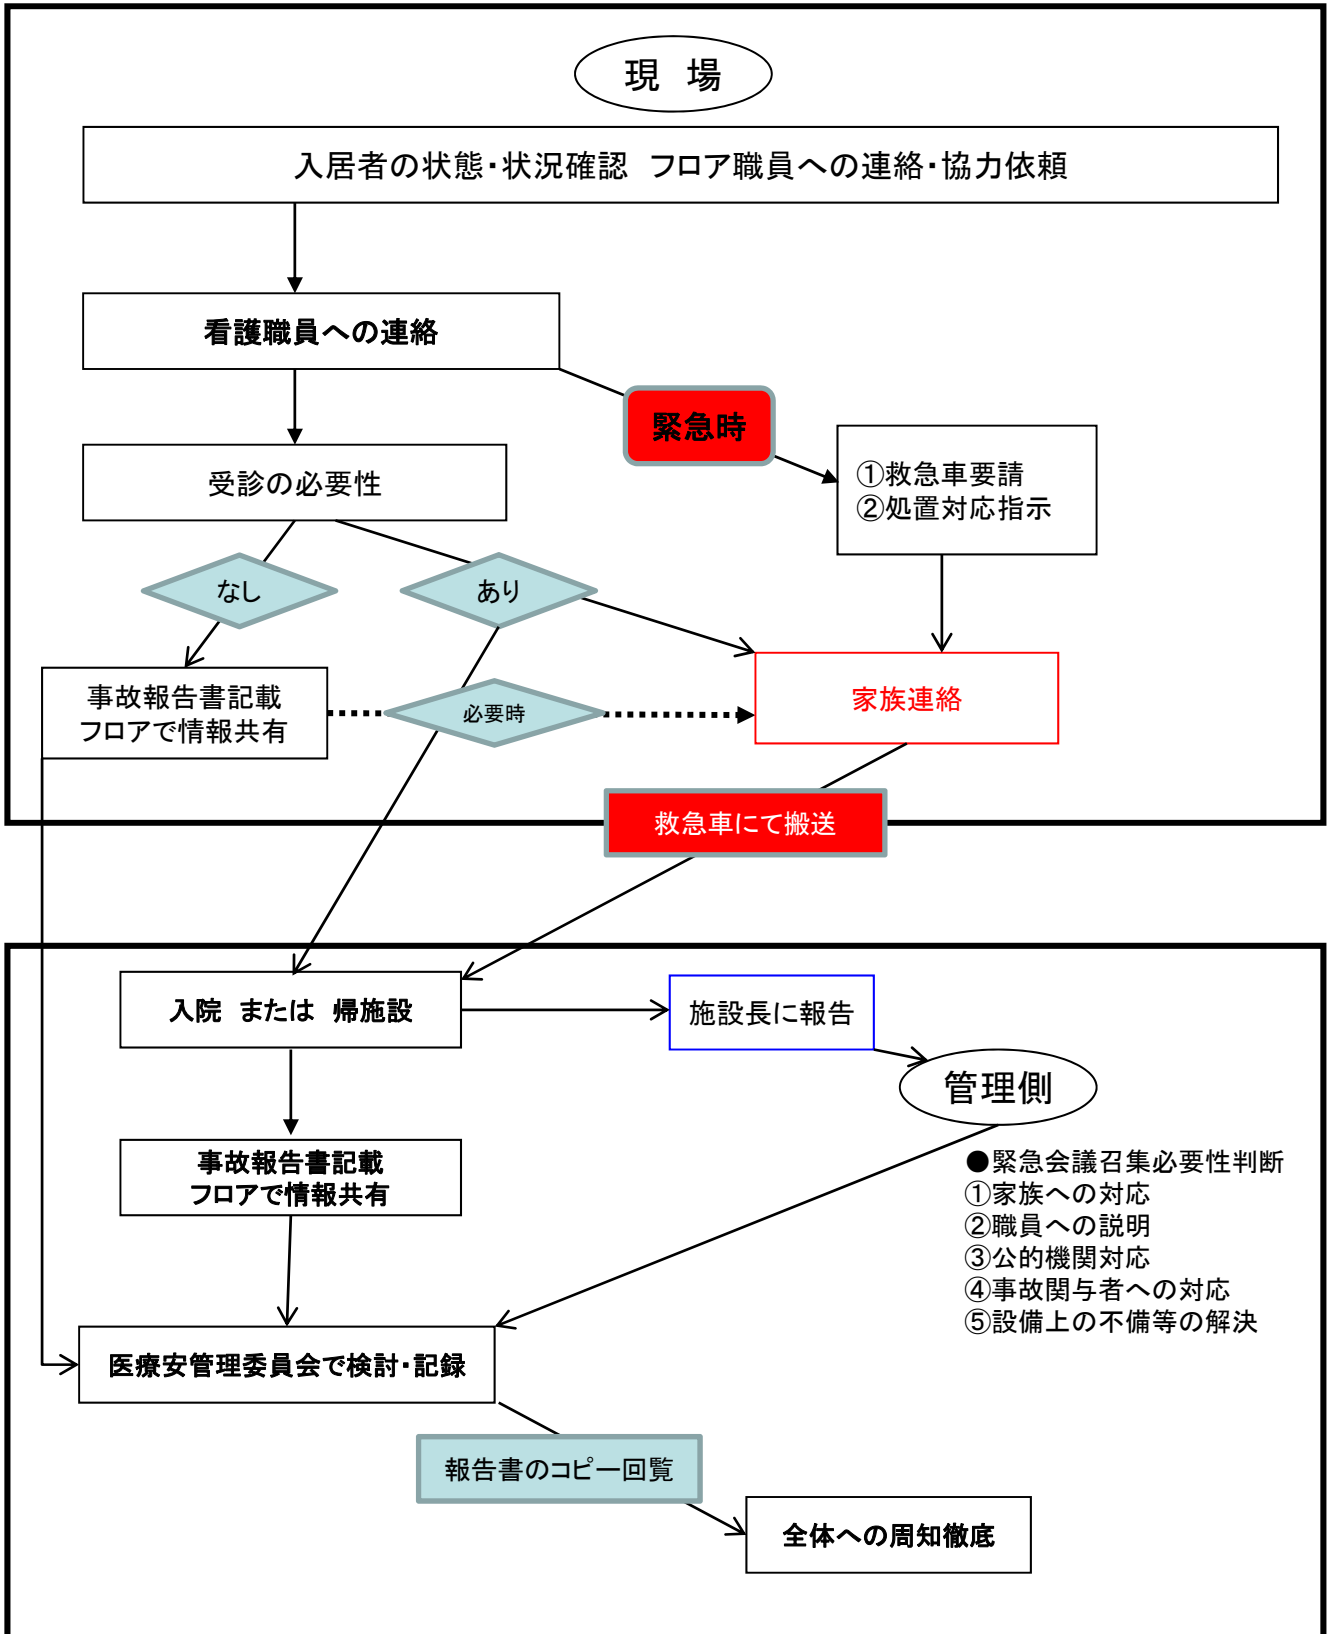 現　場
入居者の状態・状況確認　フロア職員への連絡・協力依頼
看護職員への連絡
緊急時
①救急車要請
②処置対応指示
受診の必要性
なし
あり
事故報告書記載
フロアで情報共有
必要時
家族連絡
救急車にて搬送
入院　または　帰施設
施設長に報告
管理側
事故報告書記載
フロアで情報共有
●緊急会議召集必要性判断
①家族への対応
②職員への説明
③公的機関対応
④事故関与者への対応
⑤設備上の不備等の解決
医療安管理委員会で検討・記録
報告書のコピー回覧
全体への周知徹底